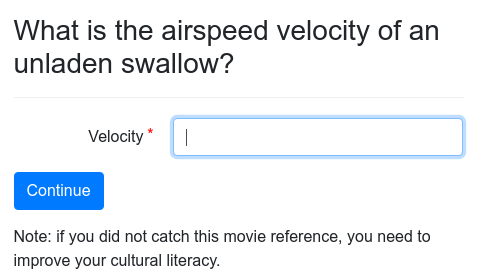 What is the airspeed velocity of an
unladen swallow?
Velocity *
Continue
Note: if you did not catch this movie reference, you need to
improve your cultural literacy.